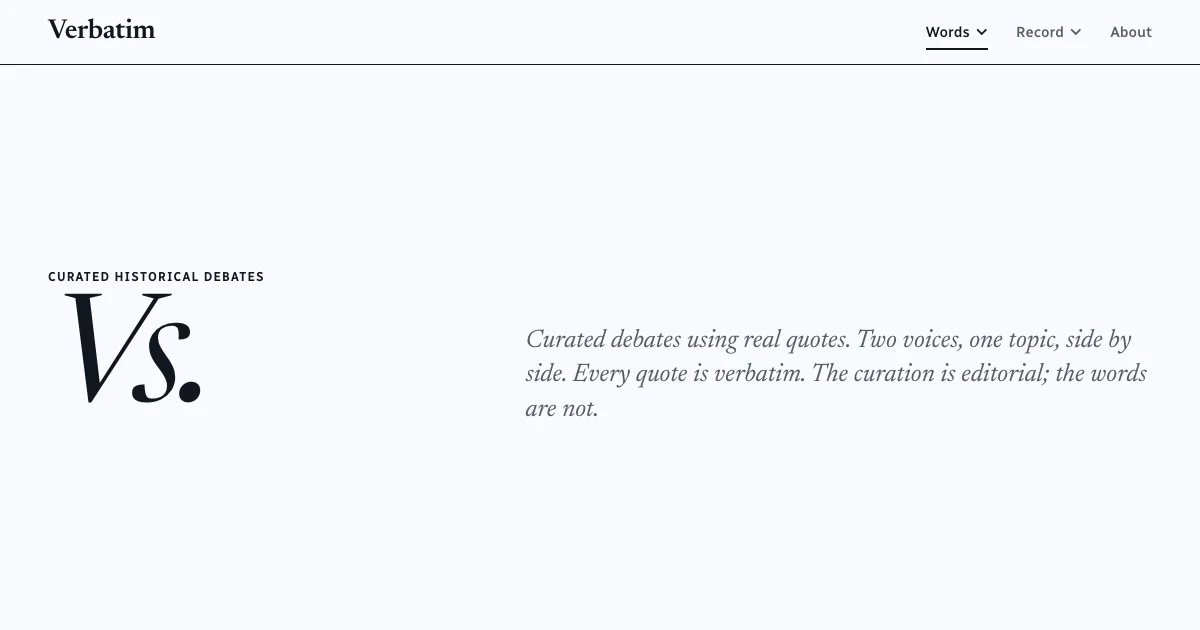 Verbatim
Words
Record
About
CURATED HISTORICAL DEBATES
Vs.
Curated debates using real quotes. Two voices, one topic, side by
side. Every quote is verbatim. The curation is editorial; the words
are not.